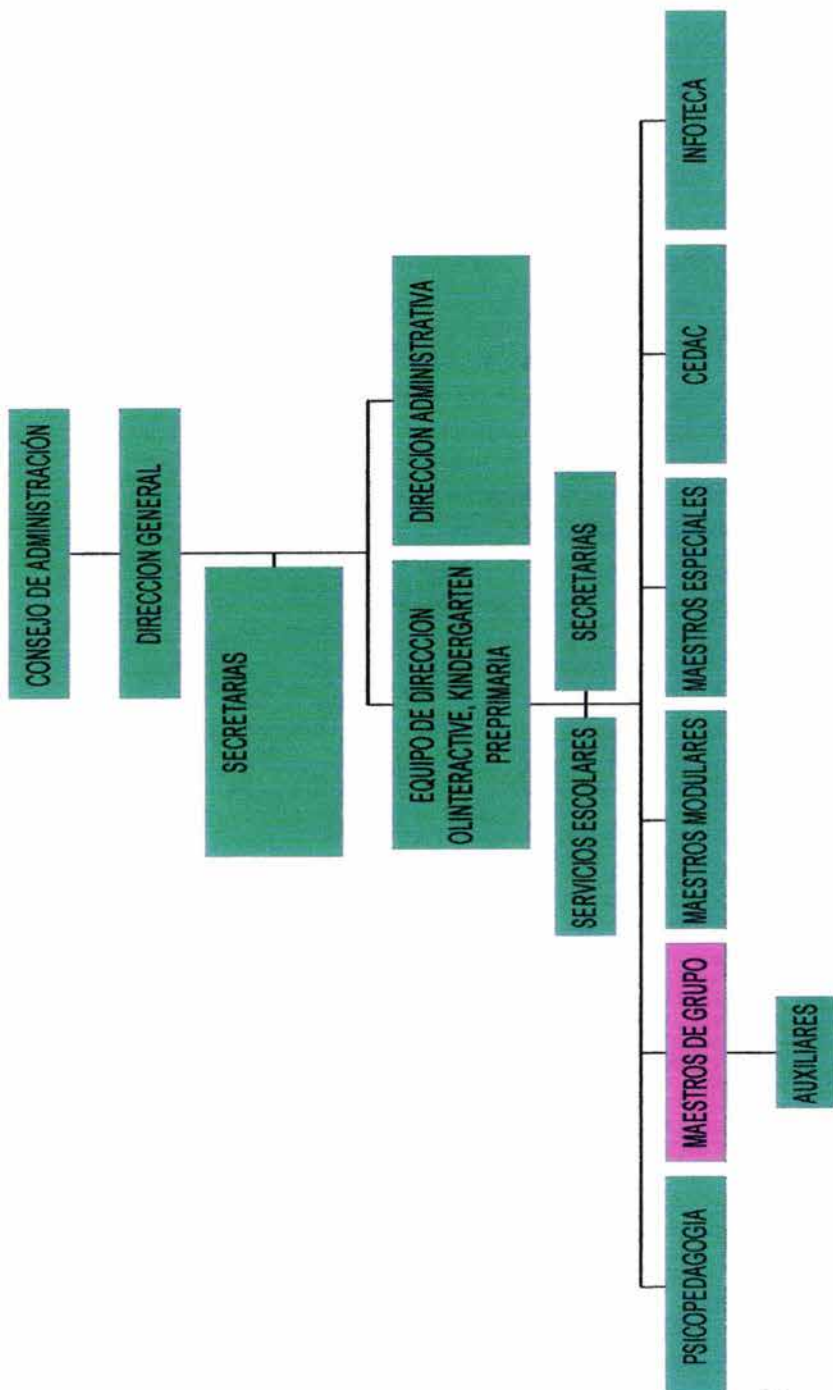 CONSEJO DE ADMINISTRACIÓN
DIRECCION GENERAL
SECRETARIAS
EQUIPO DE DIRECCION
OLINTERACTIVE, KINDERGARTEN
PREPRIMARIA
DIRECCION ADMINISTRATIVA
SERVICIOS ESCOLARES
SECRETARIAS
PSICOPEDAGOGIA
MAESTROS DE GRUPO
MAESTROS MODULARES
MAESTROS ESPECIALES
CEDAC
INFOTECA
AUXILIARES